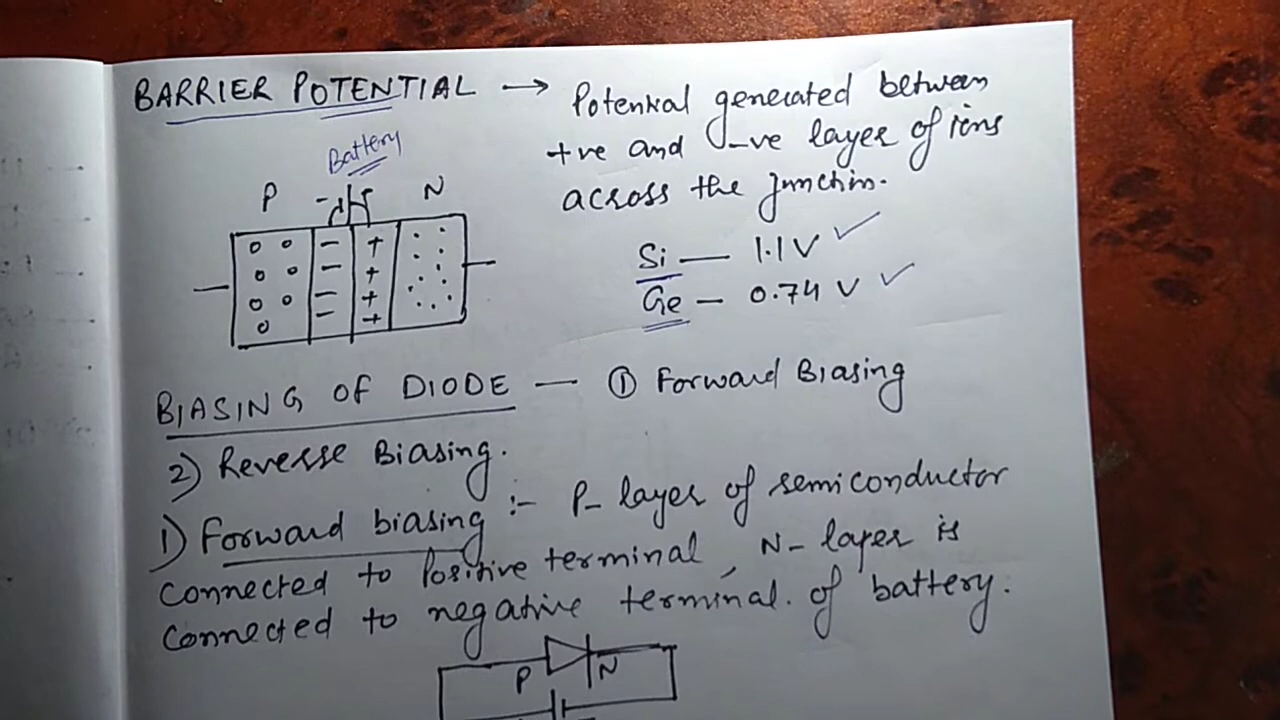 BARRIER POTENTIAL → Potential generated between
+ve and -ve layer of ions
across the junction.
Battery
P - N
Si — 1.1V ✓
Ge — 0.74 V ✓
BIASING OF DIODE — ① Forward Biasing
2) Reverse Biasing.
1) Forward biasing :- P- layer of semiconductor
connected to Positive terminal, N- layer is
connected to negative terminal. of battery.
P N